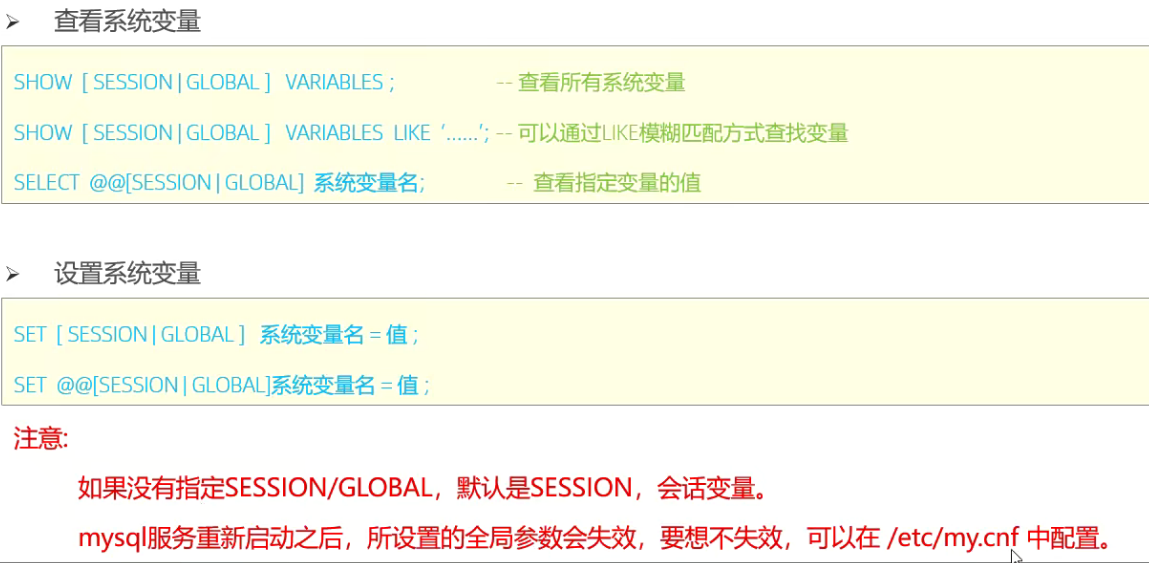 查看系统变量
SHOW [ SESSION | GLOBAL ] VARIABLES ; -- 查看所有系统变量
SHOW [ SESSION | GLOBAL ] VARIABLES LIKE '......'; -- 可以通过LIKE模糊匹配方式查找变量
SELECT @@[SESSION | GLOBAL] 系统变量名; -- 查看指定变量的值
设置系统变量
SET [ SESSION | GLOBAL ] 系统变量名 = 值 ;
SET @@[SESSION | GLOBAL]系统变量名 = 值 ;
注意:
如果没有指定SESSION/GLOBAL，默认是SESSION，会话变量。
mysql服务重新启动之后，所设置的全局参数会失效，要想不失效，可以在 /etc/my.cnf 中配置。